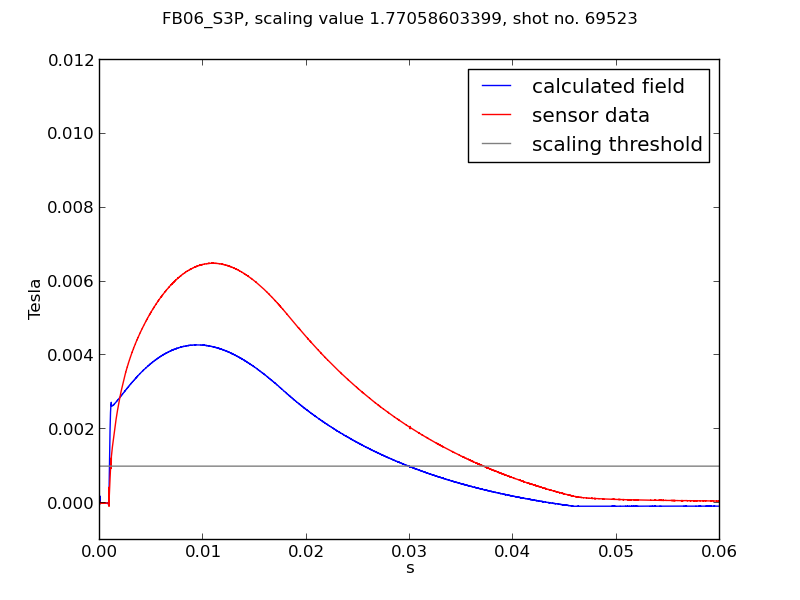 FB06_S3P, scaling value 1.77058603399, shot no. 69523
calculated field
sensor data
scaling threshold
Tesla
0.012
0.010
0.008
0.006
0.004
0.002
0.000
0.00 0.01 0.02 0.03 0.04 0.05 0.06
s